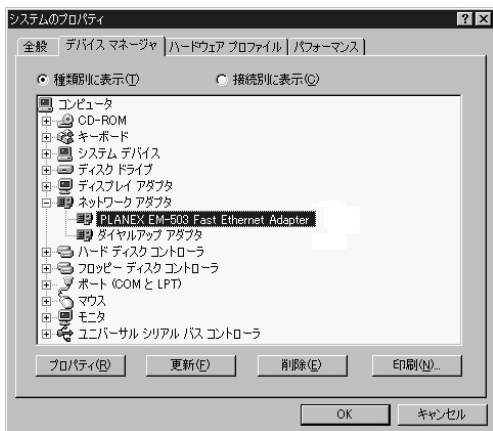 システムのプロパティ
全般 デバイス マネージャ ハードウェア プロファイル パフォーマンス
種類別に表示(T) 接続別に表示(C)
コンピュータ
CD-ROM
キーボード
システム デバイス
ディスク ドライブ
ディスプレイ アダプタ
ネットワーク アダプタ
PLANEX EM-503 Fast Ethernet Adapter
ダイヤルアップ アダプタ
ハード ディスク コントローラ
フロッピー ディスク コントローラ
ポート (COM と LPT)
マウス
モニタ
ユニバーサル シリアル バス コントローラ
プロパティ(R) 更新(F) 削除(E) 印刷(N)...
OK キャンセル